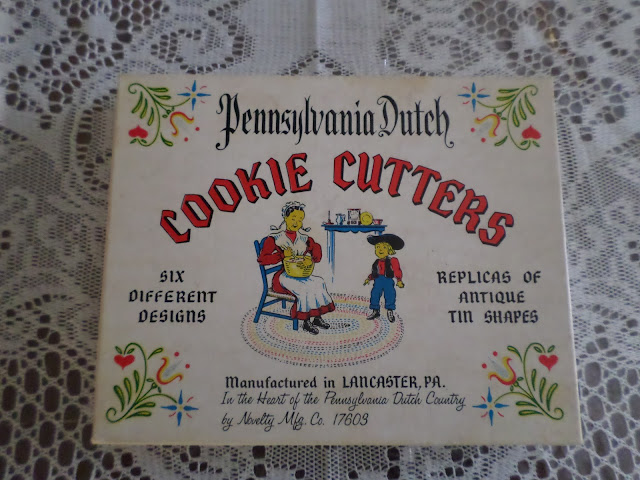 Pennsylvania Dutch
COOKIE CUTTERS
SIX
DIFFERENT
DESIGNS
REPLICAS OF
ANTIQUE
TIN SHAPES
Manufactured in LANCASTER, PA.
In the Heart of the Pennsylvania Dutch Country
by Novelty Mfg. Co. 17603